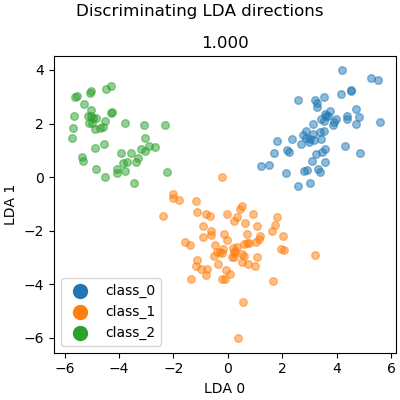 Discriminating LDA directions
1.000
4
2
0
−2
−4
−6
LDA 1
class_0
class_1
class_2
−6
−4
−2
0
2
4
6
LDA 0